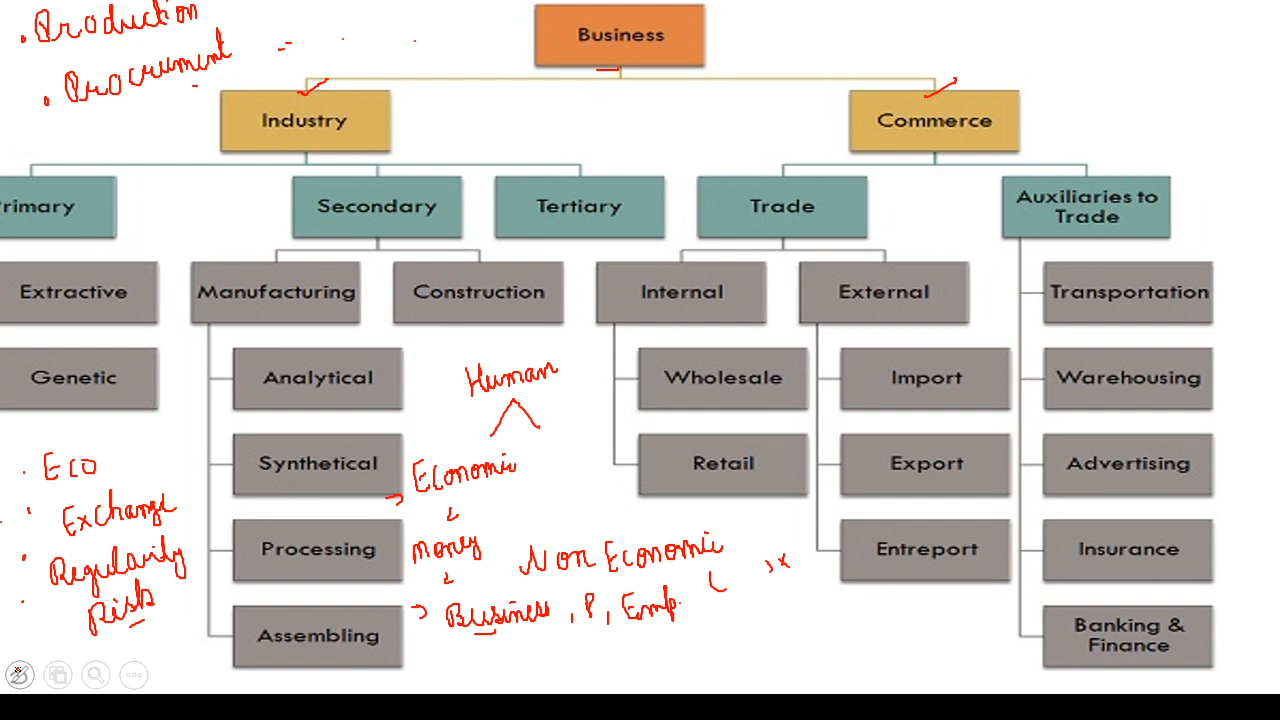 Production
Procrument
Business
Industry
Commerce
rimary
Secondary
Tertiary
Trade
Auxiliaries to
Trade
Extractive
Manufacturing
Construction
Internal
External
Transportation
Genetic
Analytical
Human
Wholesale
Import
Warehousing
ECO
Synthetical
Economic
Retail
Export
Advertising
Exchange
Regularity
Processing
money
Non Economic
Entreport
Insurance
Risk
Assembling
Business, P, Emp.
Banking &
Finance